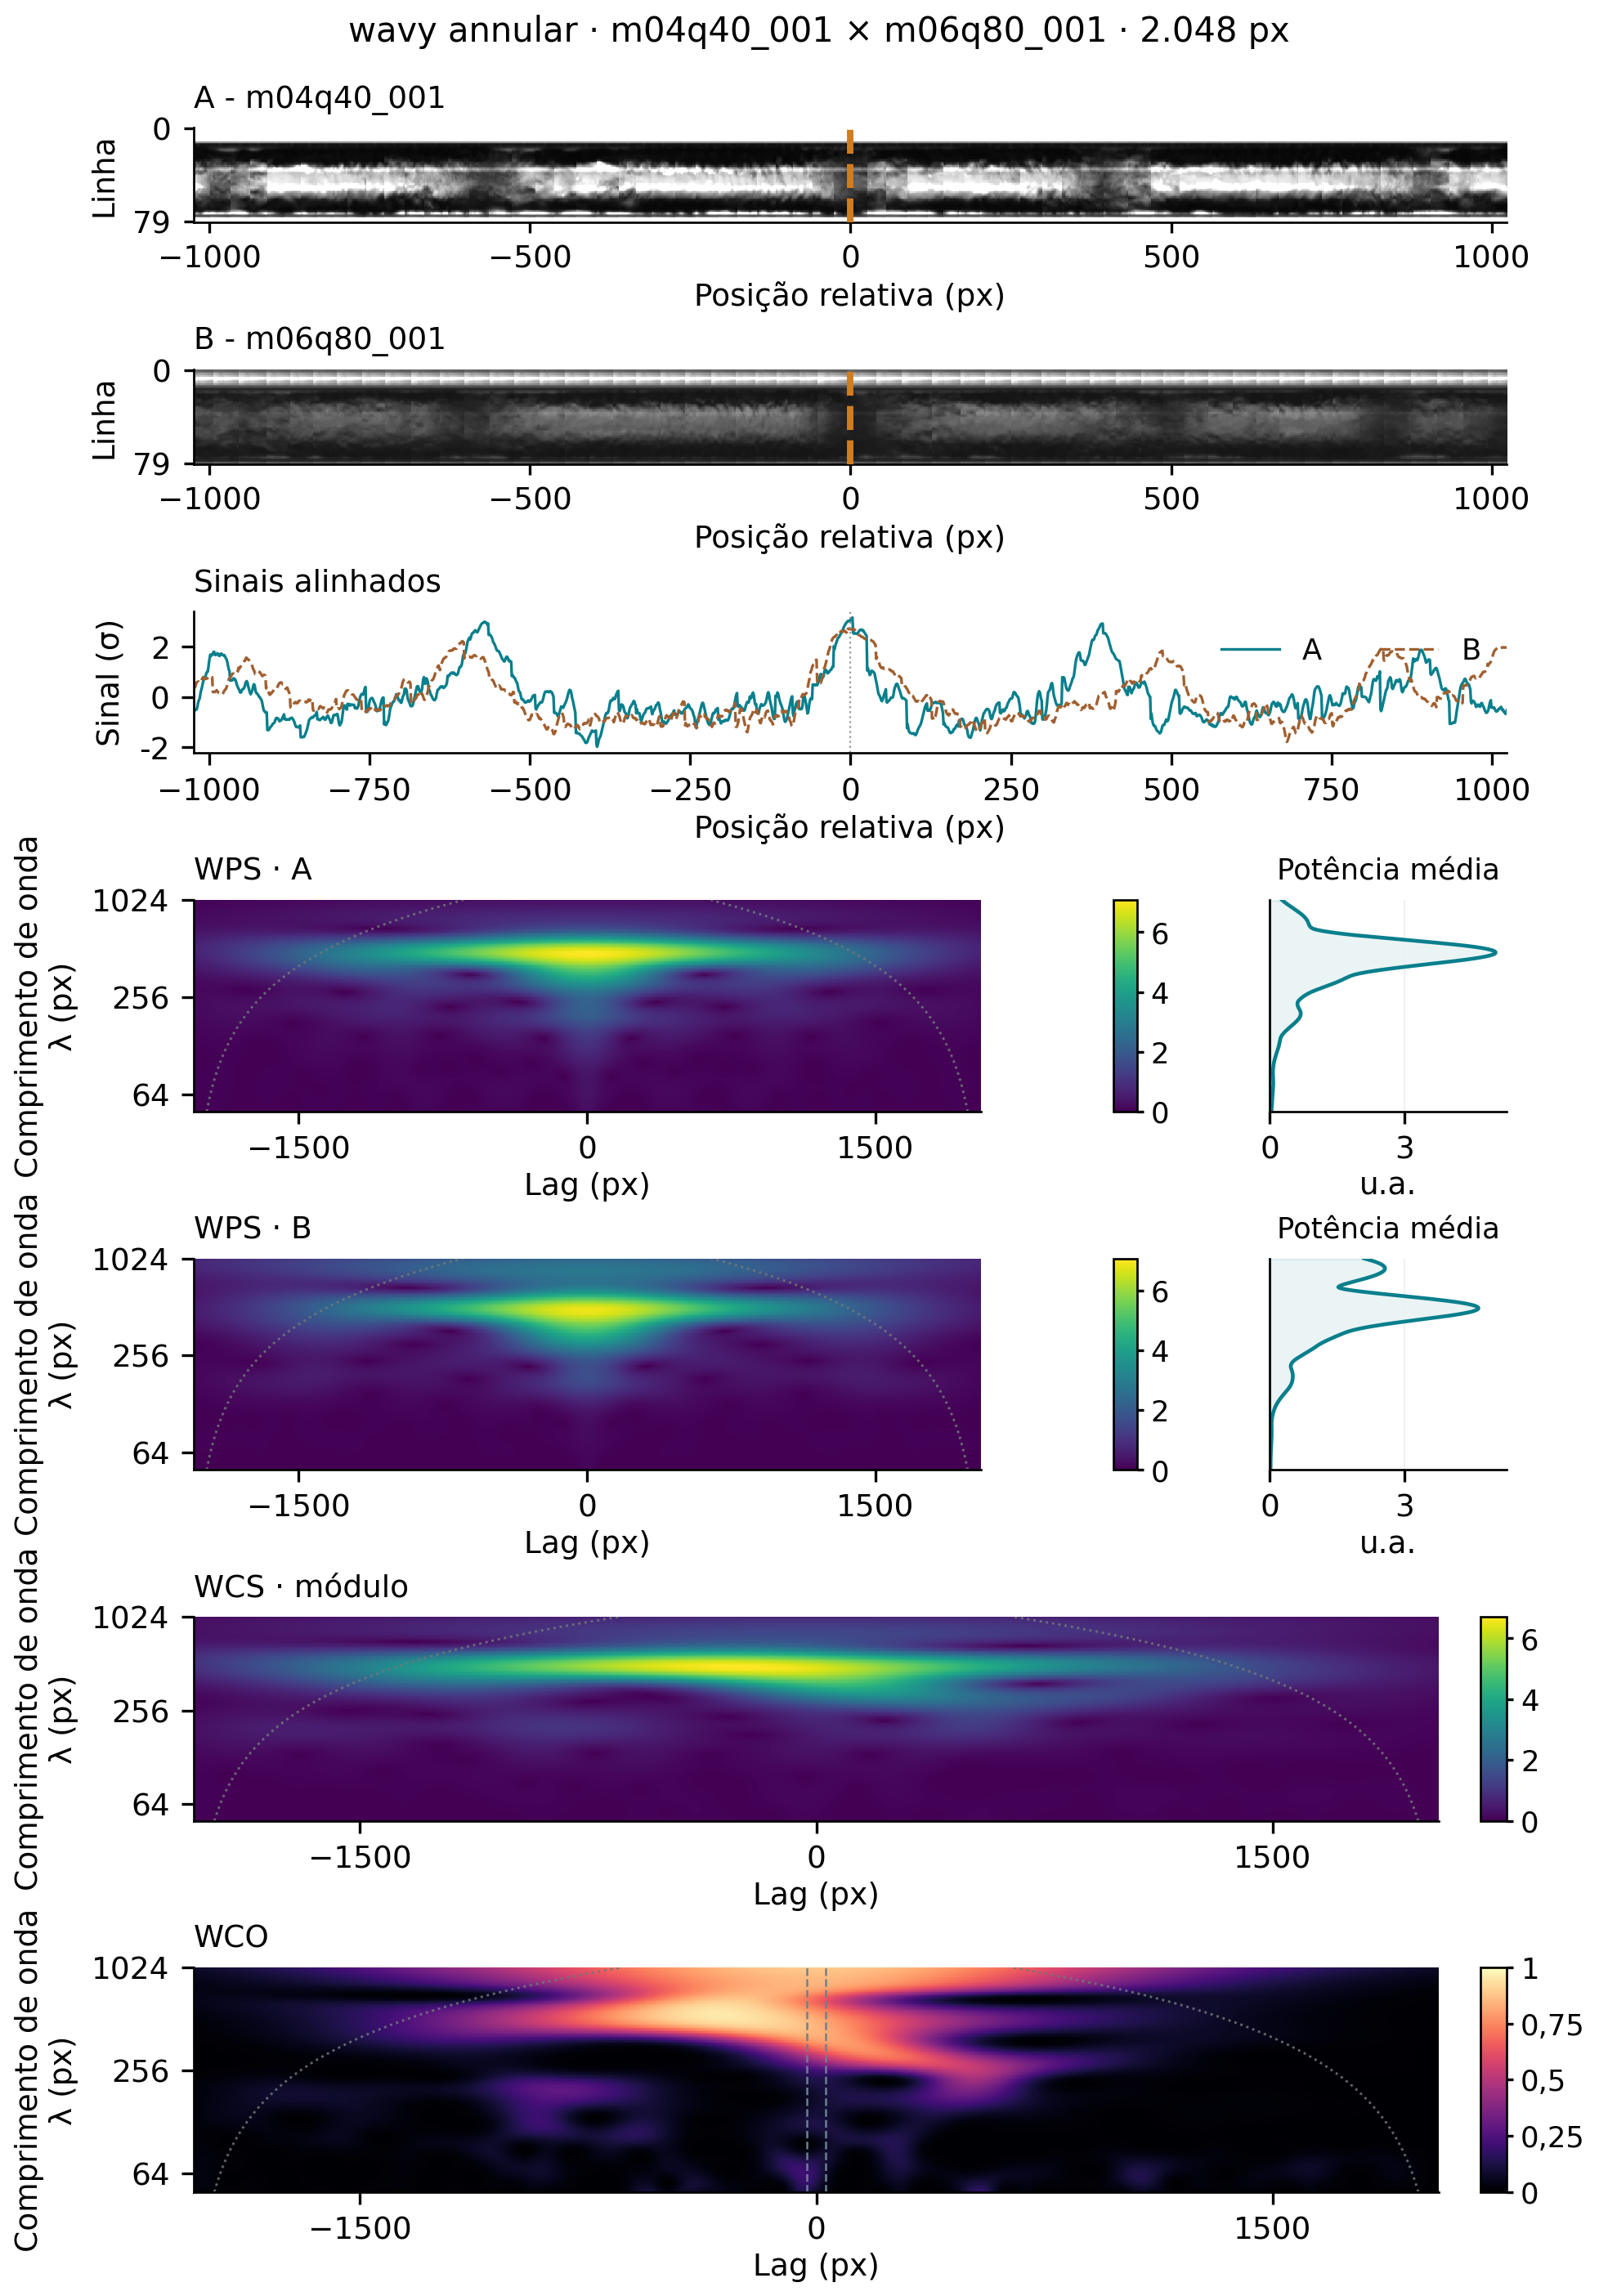 wavy annular · m04q40_001 × m06q80_001 · 2.048 px
A - m04q40_001
Linha
0
79
−1000 −500 0 500 1000
Posição relativa (px)
B - m06q80_001
Linha
0
79
−1000 −500 0 500 1000
Posição relativa (px)
Sinais alinhados
Sinal (σ)
2
0
-2
A B
−1000 −750 −500 −250 0 250 500 750 1000
Posição relativa (px)
WPS · A
Comprimento de onda
λ (px)
1024
256
64
−1500 0 1500
Lag (px)
6
4
2
0
Potência média
0 3
u.a.
WPS · B
Comprimento de onda
λ (px)
1024
256
64
−1500 0 1500
Lag (px)
6
4
2
0
Potência média
0 3
u.a.
WCS · módulo
Comprimento de onda
λ (px)
1024
256
64
−1500 0 1500
Lag (px)
6
4
2
0
WCO
Comprimento de onda
λ (px)
1024
256
64
−1500 0 1500
Lag (px)
1
0,75
0,5
0,25
0